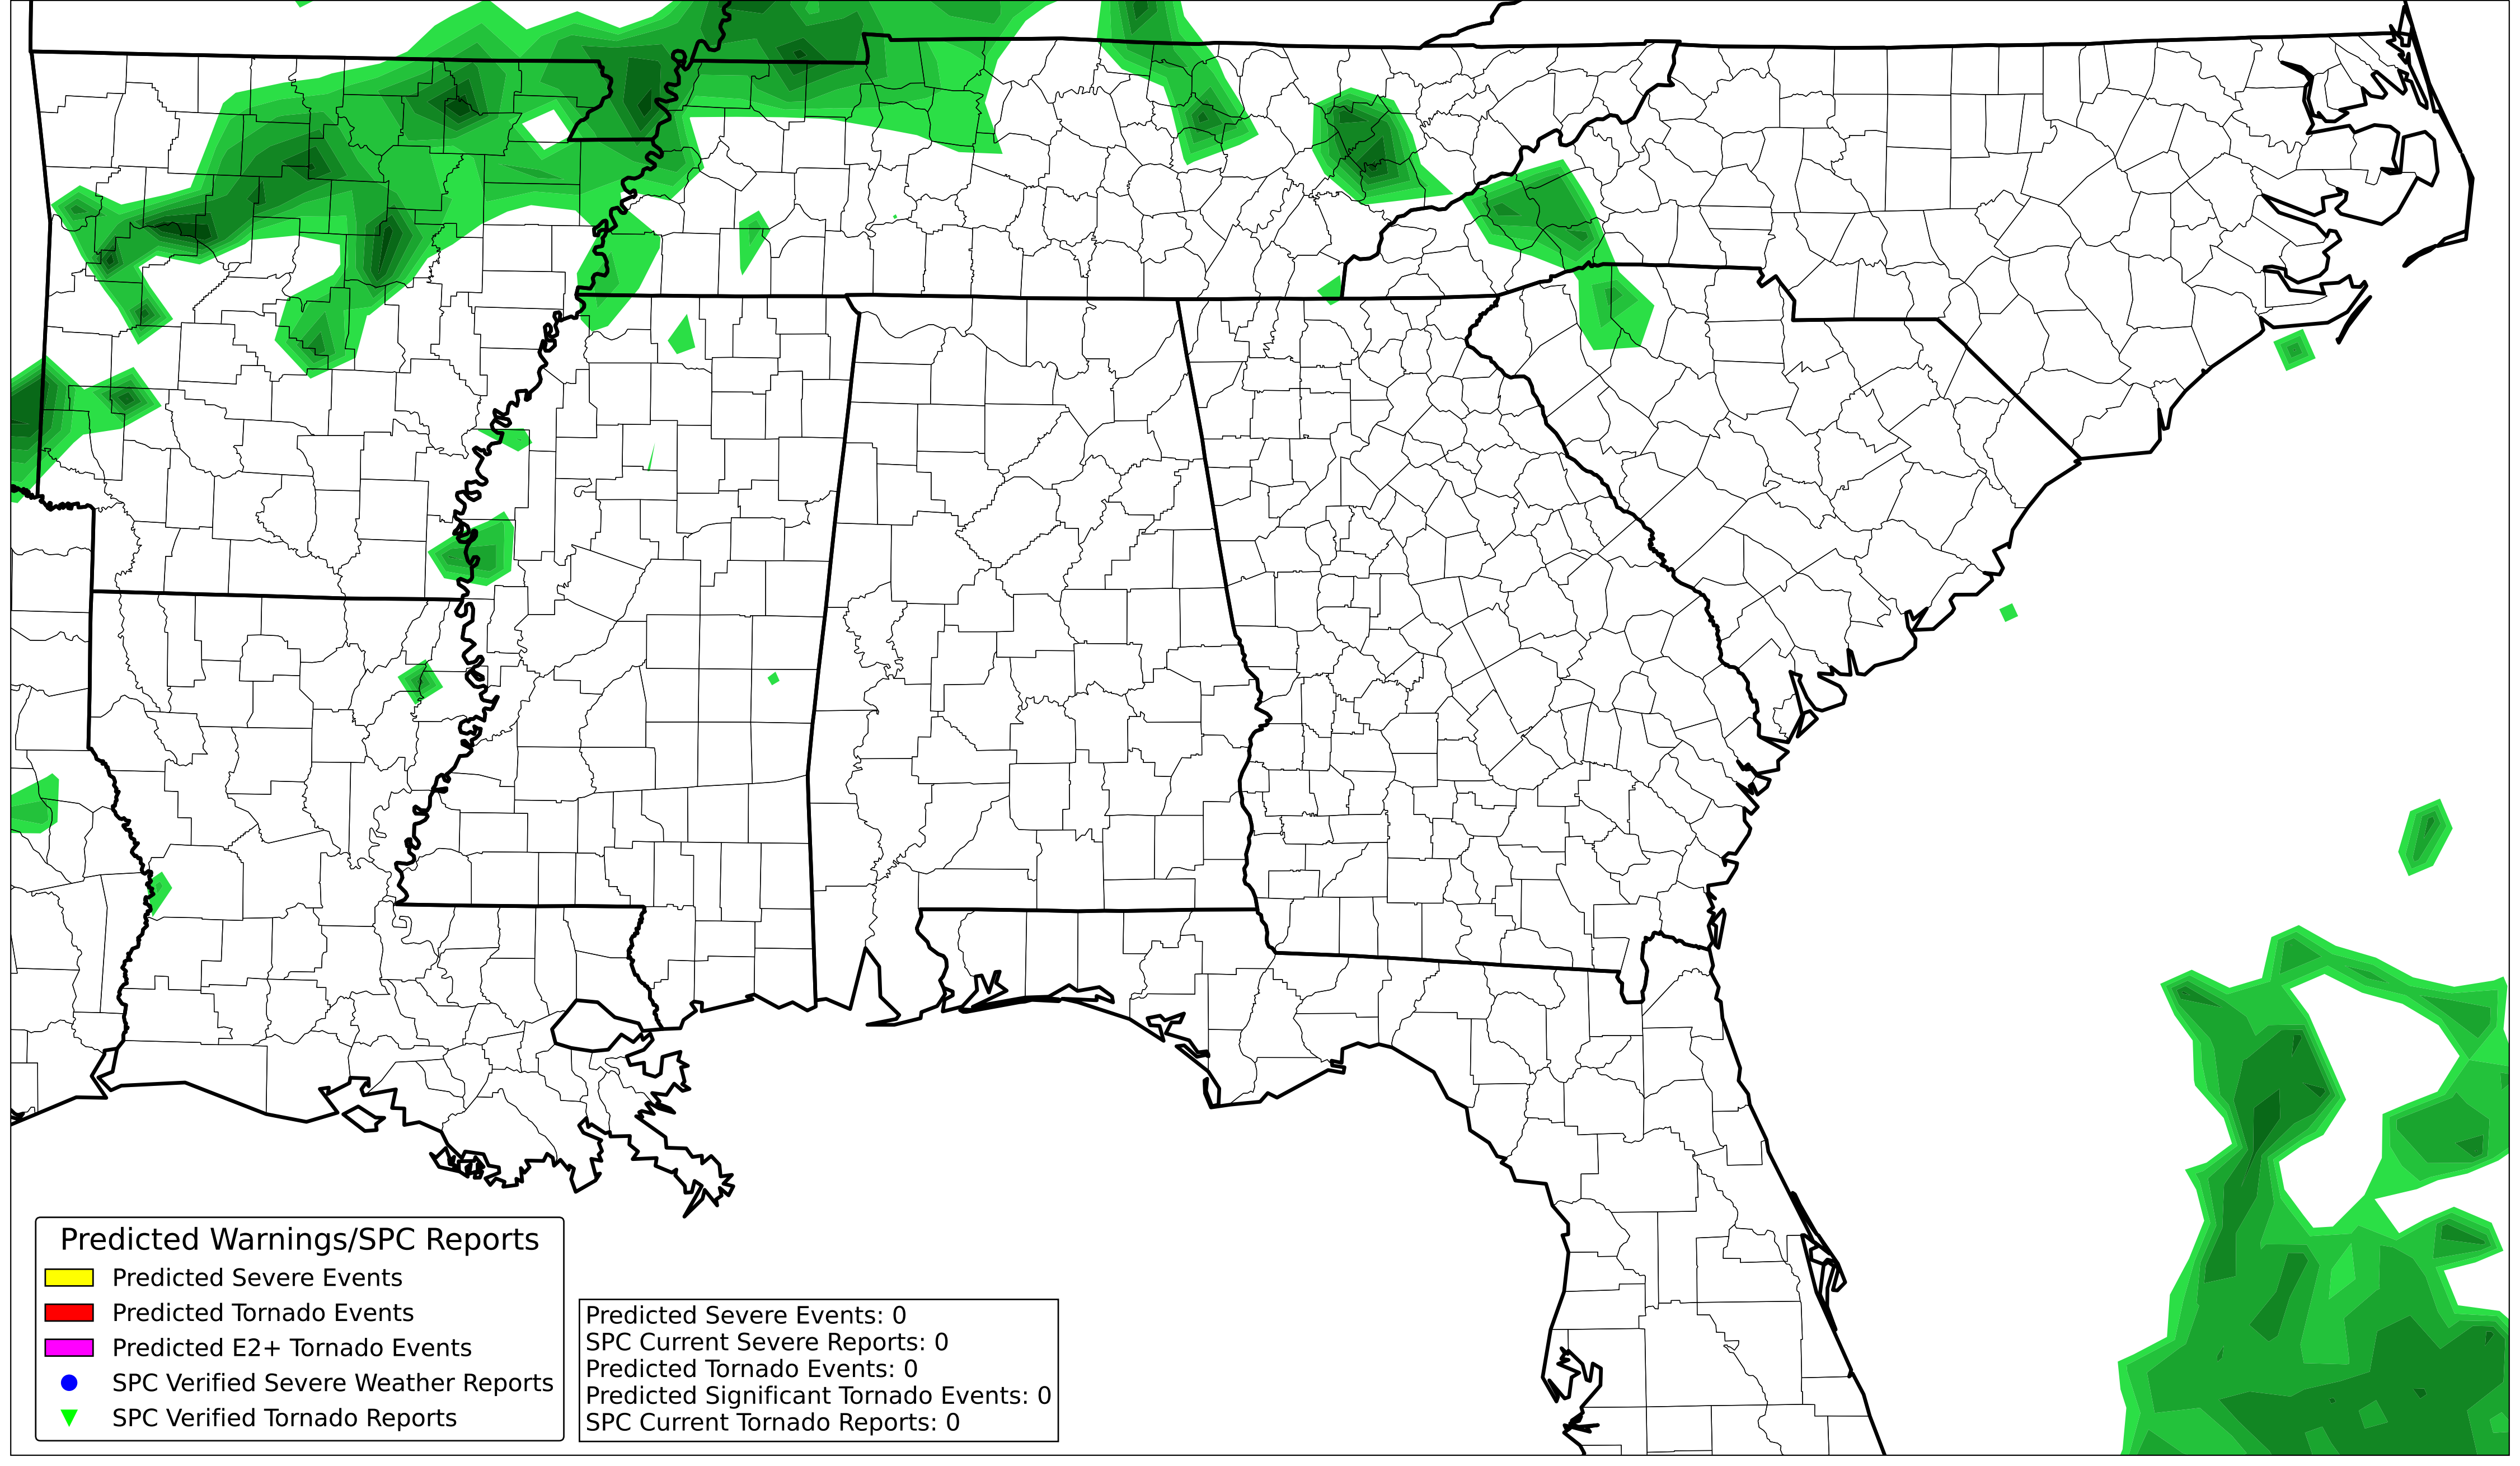 Predicted Warnings/SPC Reports
Predicted Severe Events
Predicted Tornado Events
Predicted E2+ Tornado Events
SPC Verified Severe Weather Reports
SPC Verified Tornado Reports
Predicted Severe Events: 0
SPC Current Severe Reports: 0
Predicted Tornado Events: 0
Predicted Significant Tornado Events: 0
SPC Current Tornado Reports: 0